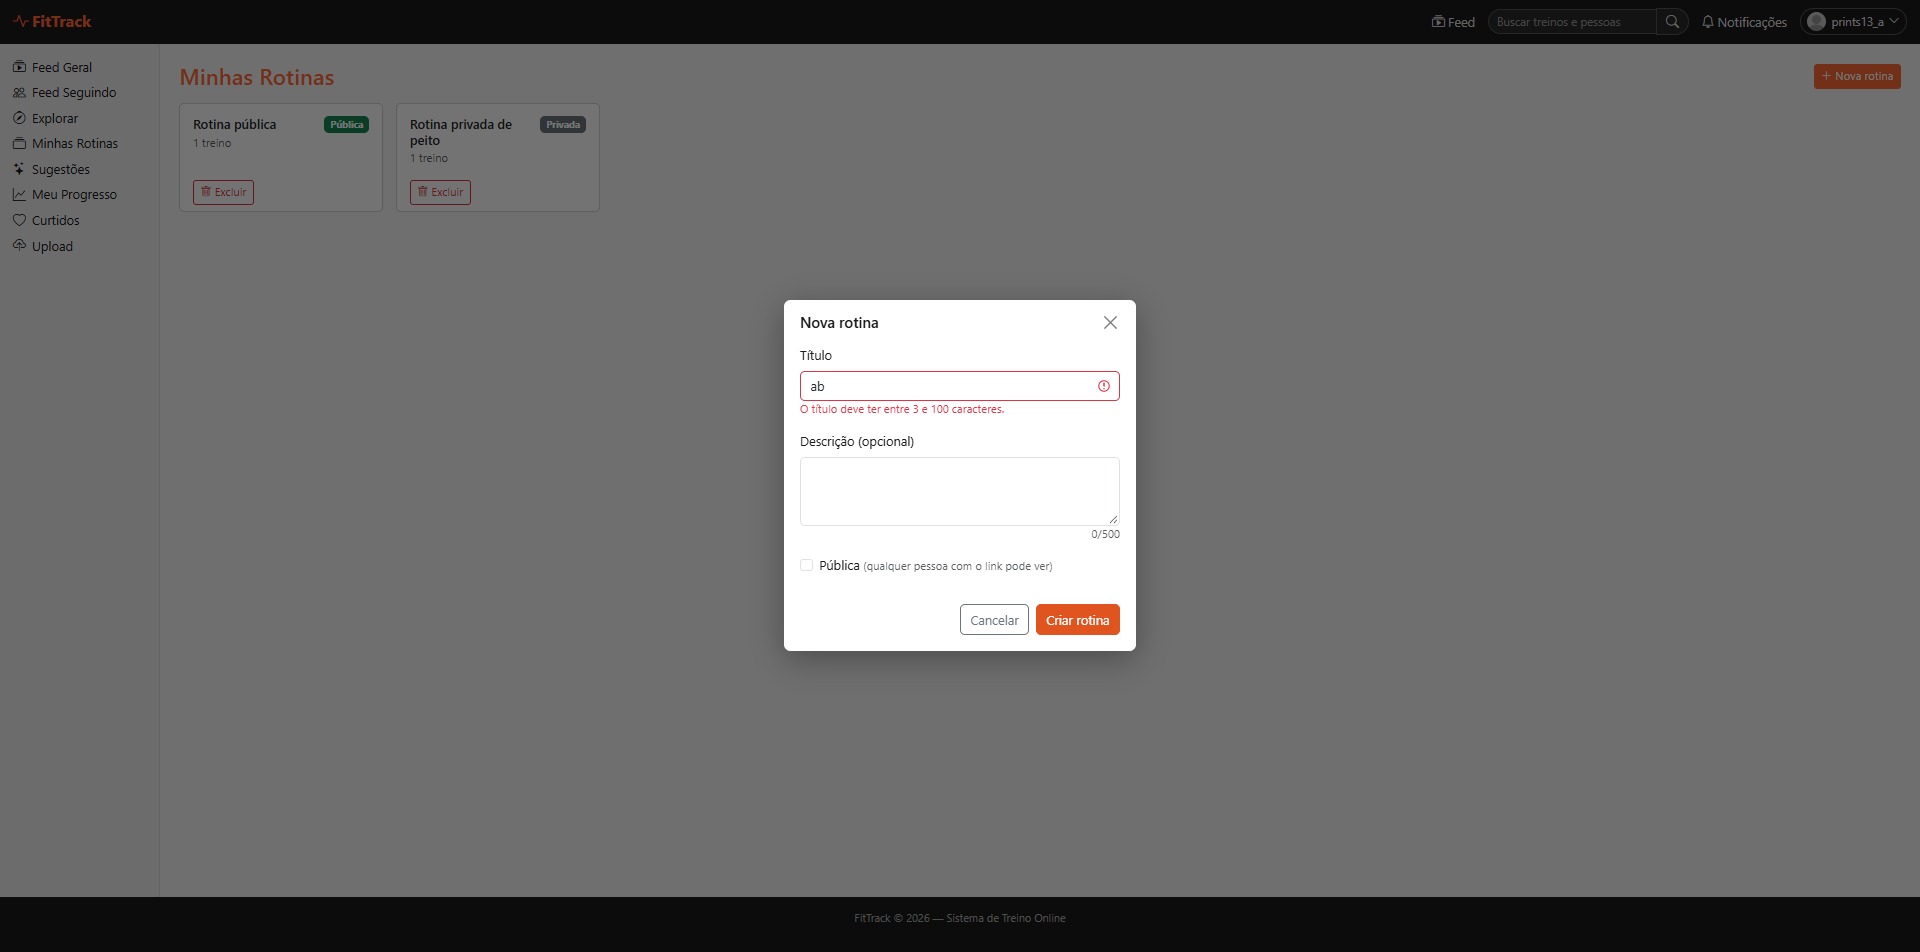 FitTrack
Feed
Buscar treinos e pessoas
Notificações
prints13_a
Feed Geral
Feed Seguindo
Explorar
Minhas Rotinas
Sugestões
Meu Progresso
Curtidos
Upload
Minhas Rotinas
+ Nova rotina
Rotina pública
Pública
1 treino
Excluir
Rotina privada de
peito
Privada
1 treino
Excluir
Nova rotina
Título
ab
O título deve ter entre 3 e 100 caracteres.
Descrição (opcional)
0/500
Pública (qualquer pessoa com o link pode ver)
Cancelar
Criar rotina
FitTrack © 2026 — Sistema de Treino Online